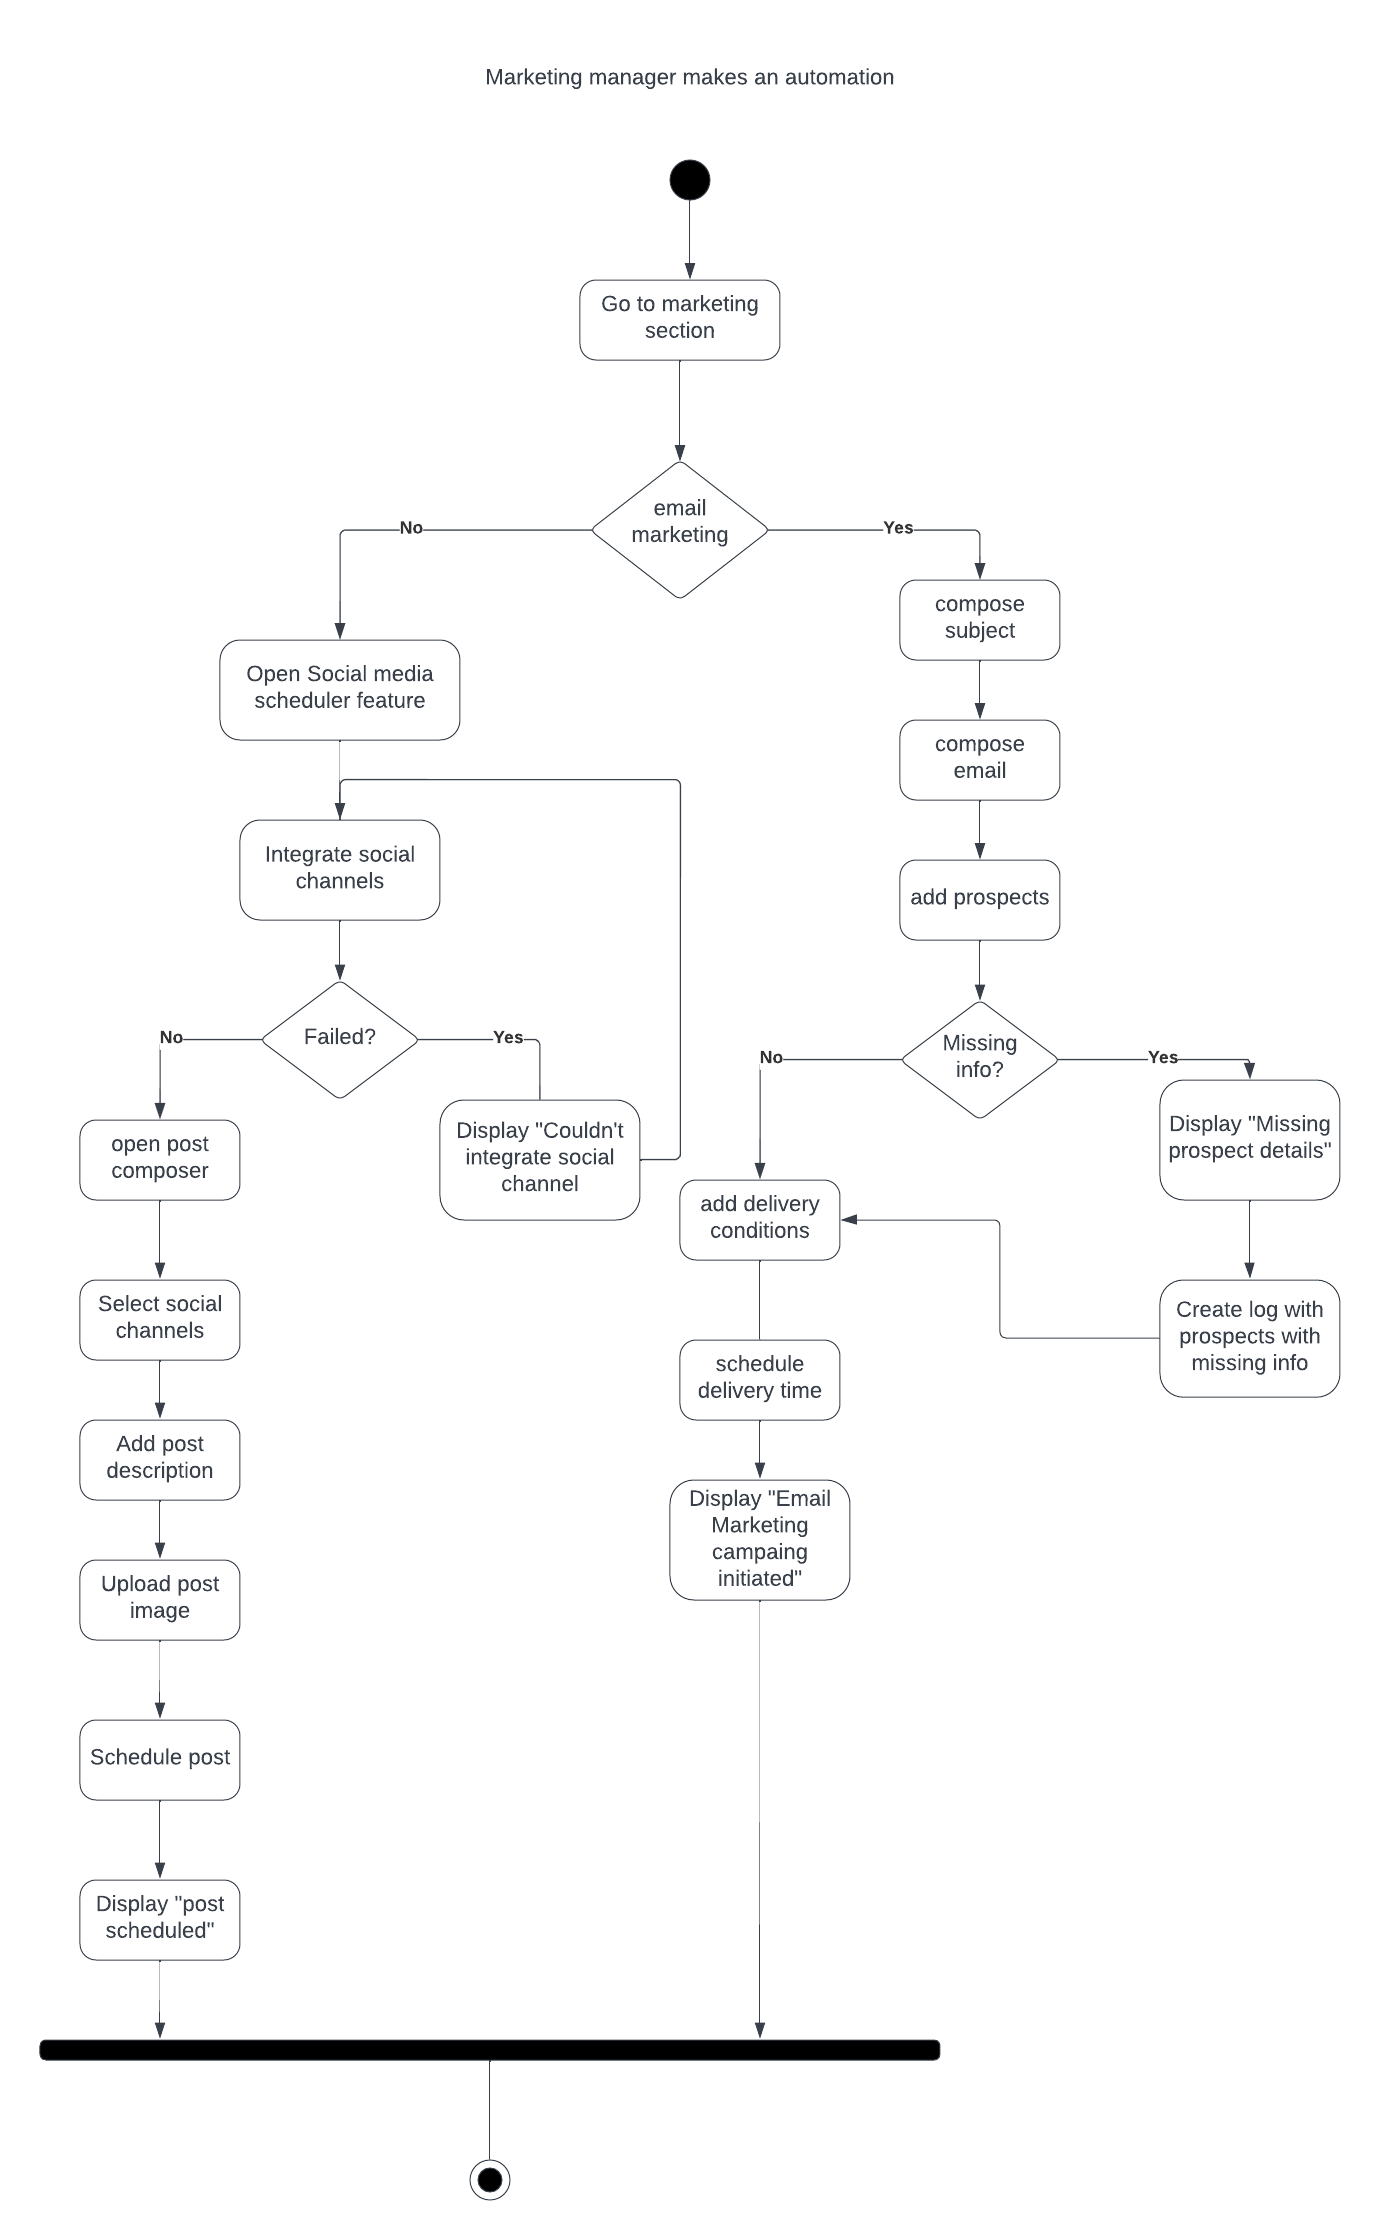 Marketing manager makes an automation
Go to marketing
section
email
marketing
No
Yes
Open Social media
scheduler feature
Integrate social
channels
Failed?
No
Yes
Display "Couldn't
integrate social
channel
open post
composer
Select social
channels
Add post
description
Upload post
image
Schedule post
Display "post
scheduled"
compose
subject
compose
email
add prospects
Missing
info?
No
Yes
Display "Missing
prospect details"
Create log with
prospects with
missing info
add delivery
conditions
schedule
delivery time
Display "Email
Marketing
campaing
initiated"